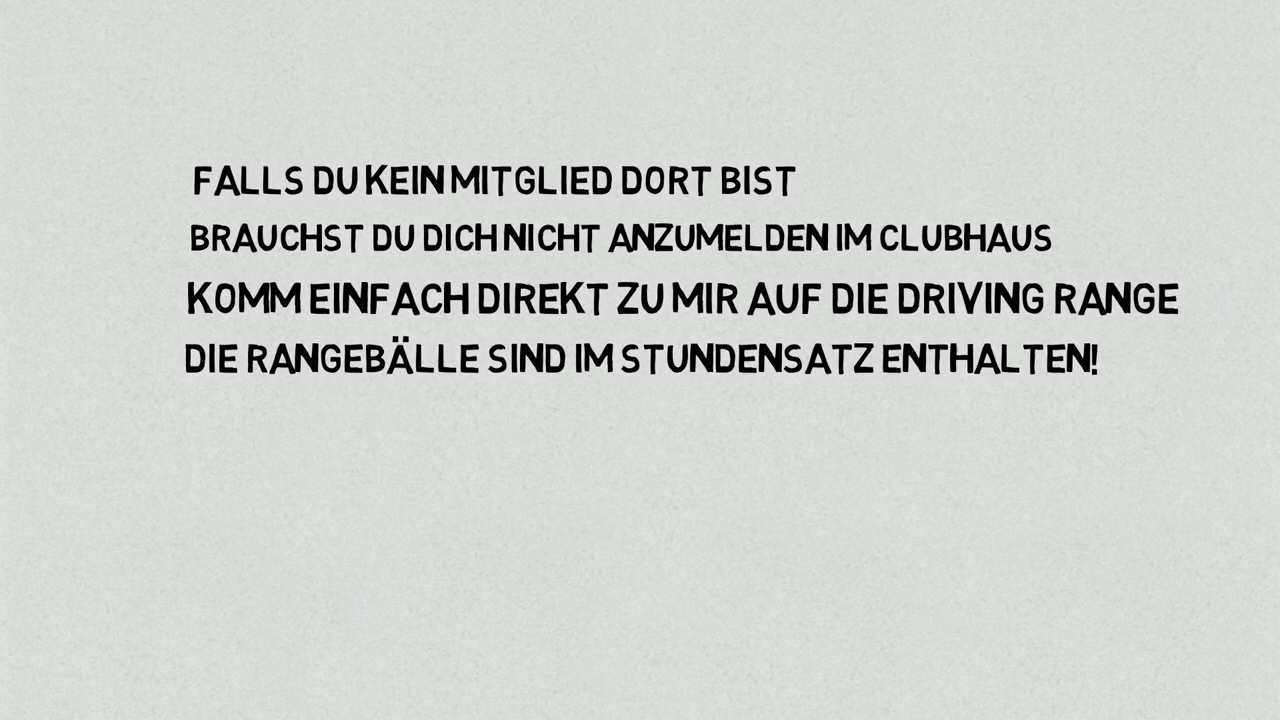 FALLS DU KEIN MITGLIED DORT BIST
BRAUCHST DU DICH NICHT ANZUMELDEN IM CLUBHAUS
KOMM EINFACH DIREKT ZU MIR AUF DIE DRIVING RANGE
DIE RANGEBÄLLE SIND IM STUNDENSATZ ENTHALTEN!